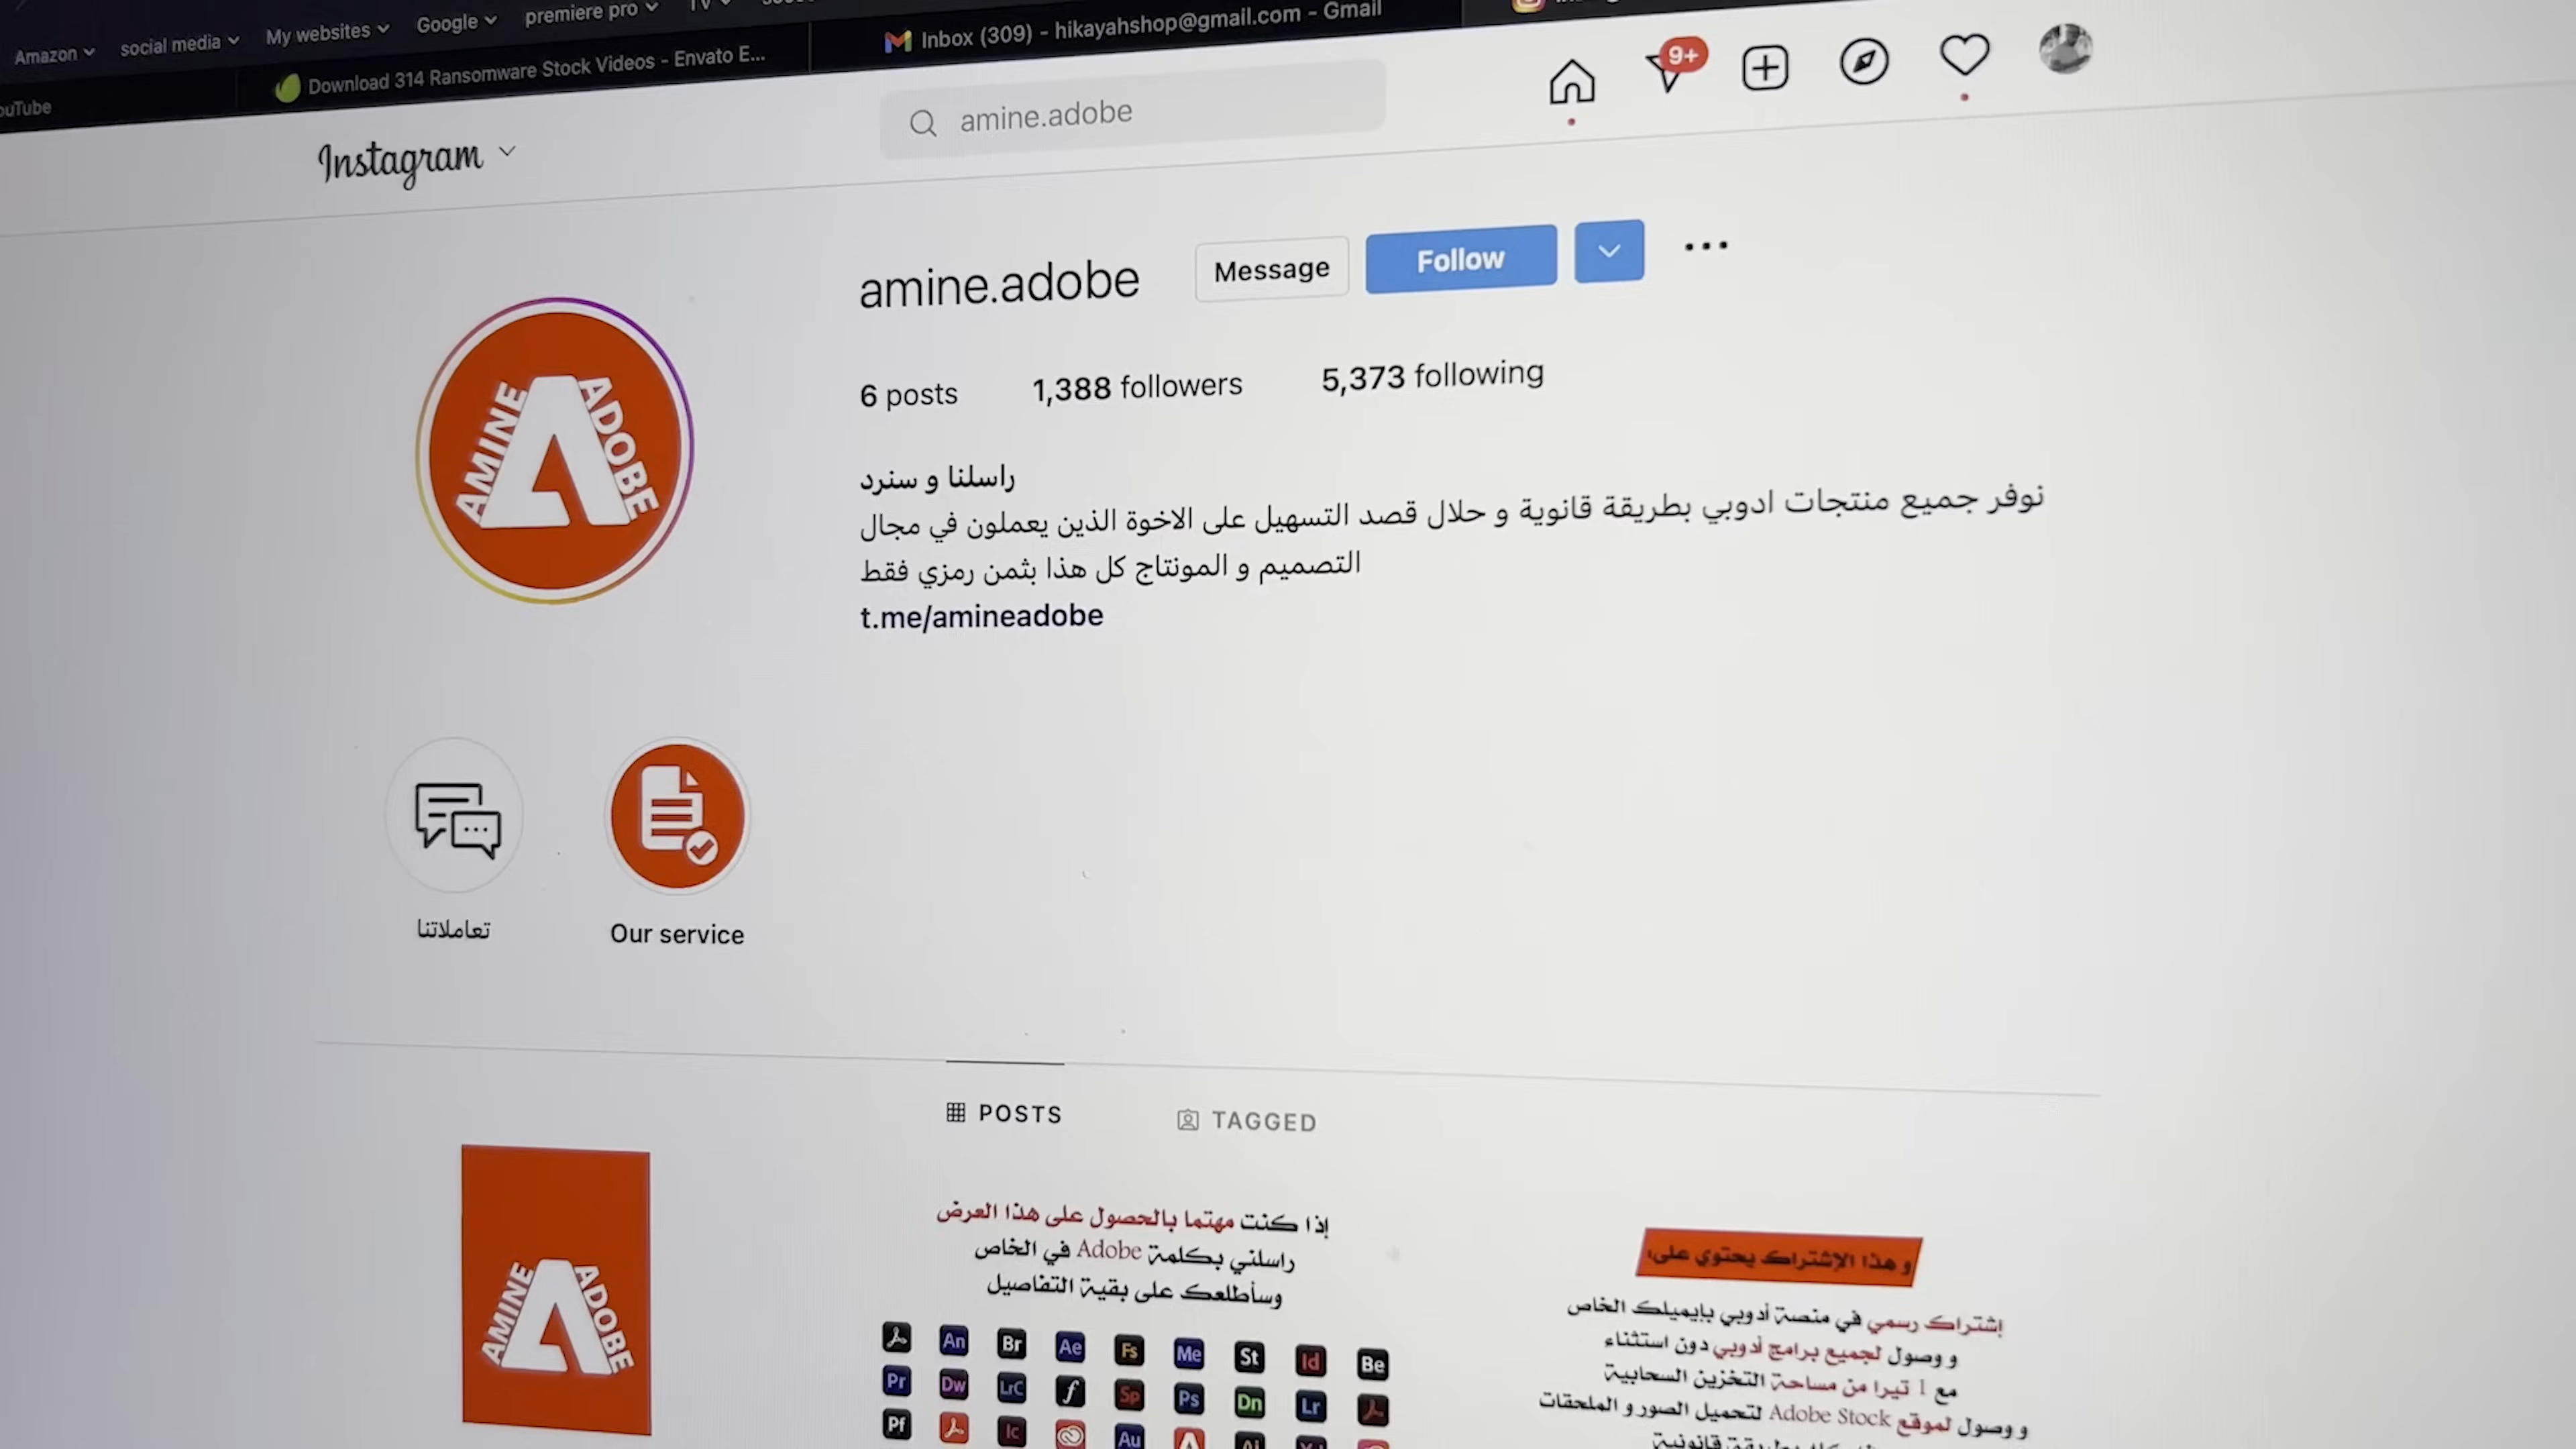 Amazon
social media
My websites
Google
premiere pro
TV
Download 314 Ransomware Stock Videos - Envato E...
Inbox (309) - hikayahshop@gmail.com - Gmail
Instagram
amine.adobe
9+
amine.adobe
Message
Follow
6 posts
1,388 followers
5,373 following
AMINE
ADOBE
راسلنا و سنرد
نوفر جميع منتجات ادوبي بطريقة قانوية و حلال قصد التسهيل على الاخوة الذين يعملون في مجال
التصميم و المونتاج كل هذا بثمن رمزي فقط
t.me/amineadobe
تعاملاتنا
Our service
POSTS
TAGGED
AMINE
ADOBE
إذا كنت مهتما بالحصول على هذا العرض
راسلني بكلمة Adobe في الخاص
وسأطلعك على بقية التفاصيل
An Br Ae Fs Me St Id Be
Pr Dw LrC f Sp Ps Dn Lr
Pf Ic Au
و هذا الإشتراك يحتوي على:
إشتراك رسمي في منصة أدوبي بإيميلك الخاص
و وصول لجميع برامج أدوبي دون استثناء
مع 1 تيرا من مساحة التخزين السحابية
و وصول لموقع Adobe Stock لتحميل الصور و الملحقات